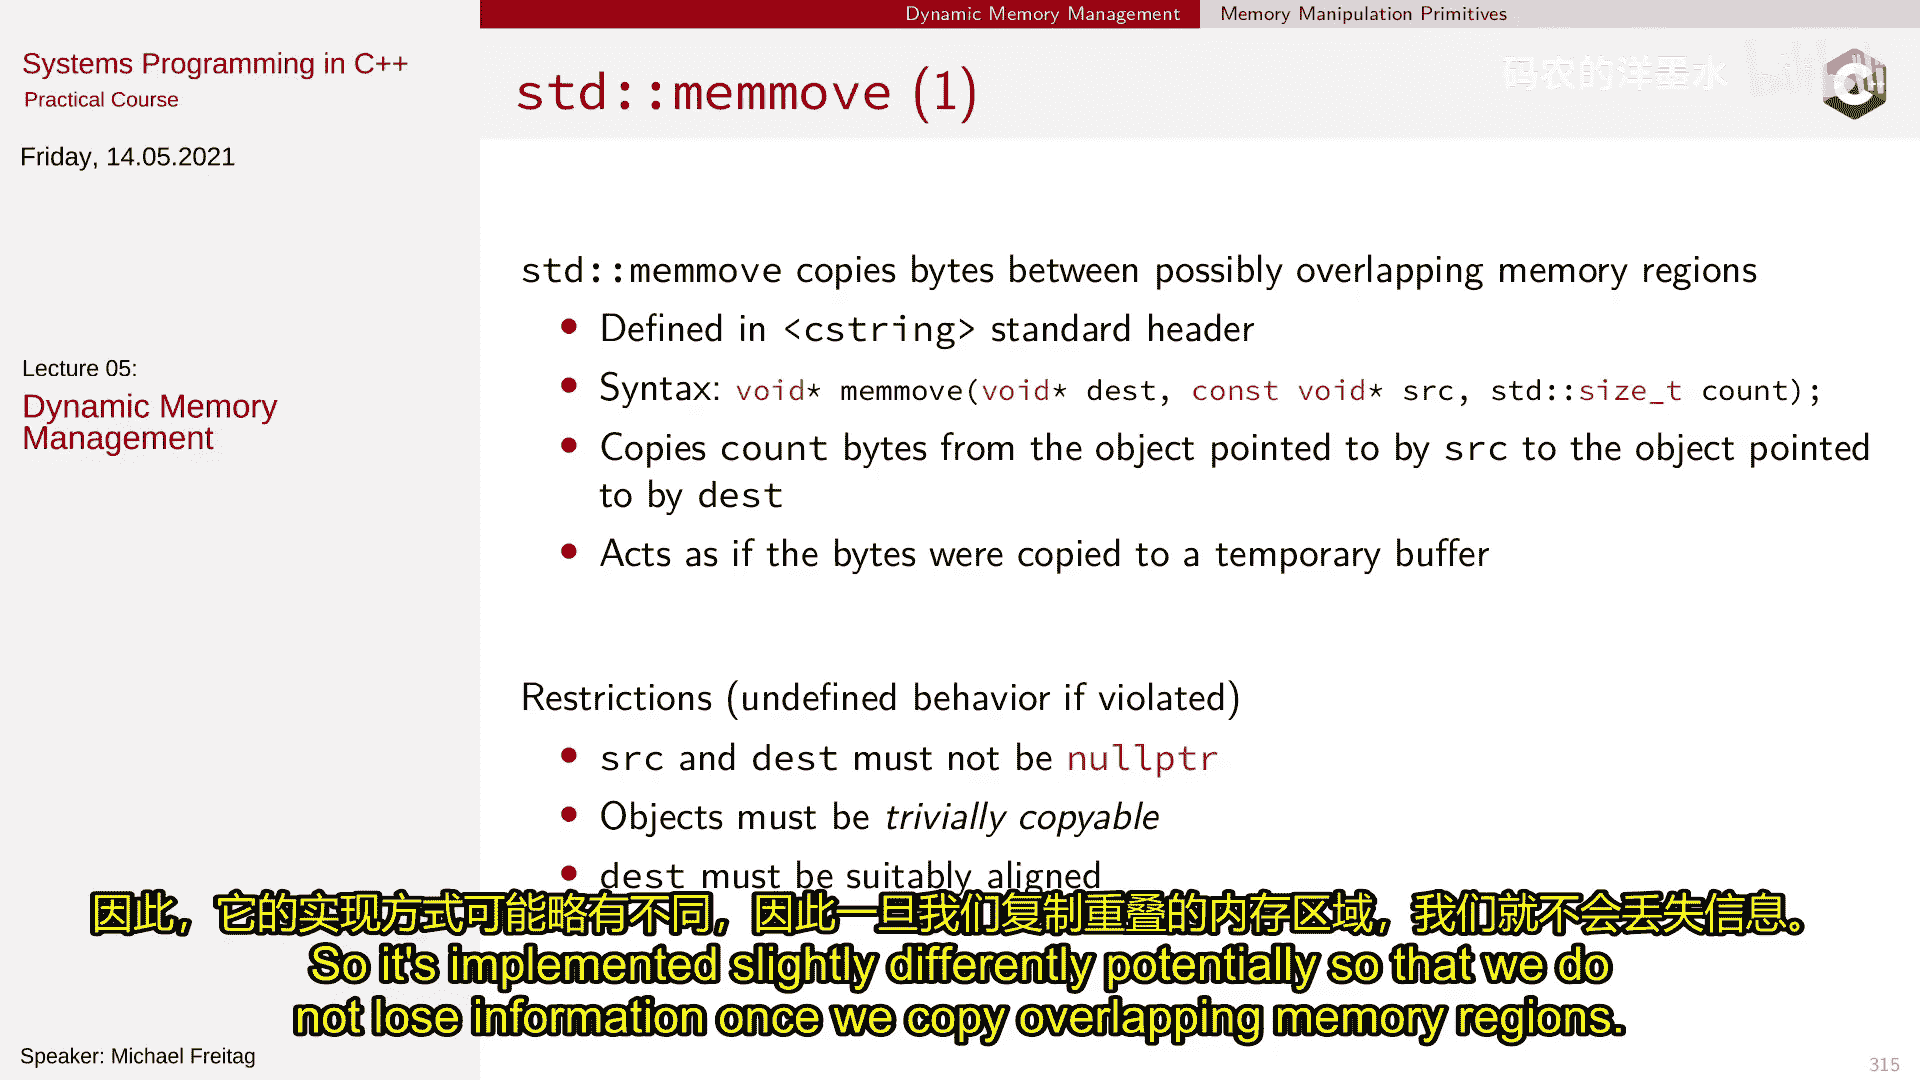 Dynamic Memory Management
Memory Manipulation Primitives
Systems Programming in C++
Practical Course
Friday, 14.05.2021
Lecture 05:
Dynamic Memory
Management
std::memmove (1)
码农的洋墨水
std::memmove copies bytes between possibly overlapping memory regions
• Defined in <cstring> standard header
• Syntax: void* memmove(void* dest, const void* src, std::size_t count);
• Copies count bytes from the object pointed to by src to the object pointed
to by dest
• Acts as if the bytes were copied to a temporary buffer
Restrictions (undefined behavior if violated)
• src and dest must not be nullptr
• Objects must be trivially copyable
• dest must be suitably aligned
因此，它的实现方式可能略有不同，因此一旦我们复制重叠的内存区域，我们就不会丢失信息。
So it's implemented slightly differently potentially so that we do
not lose information once we copy overlapping memory regions.
Speaker: Michael Freitag
315